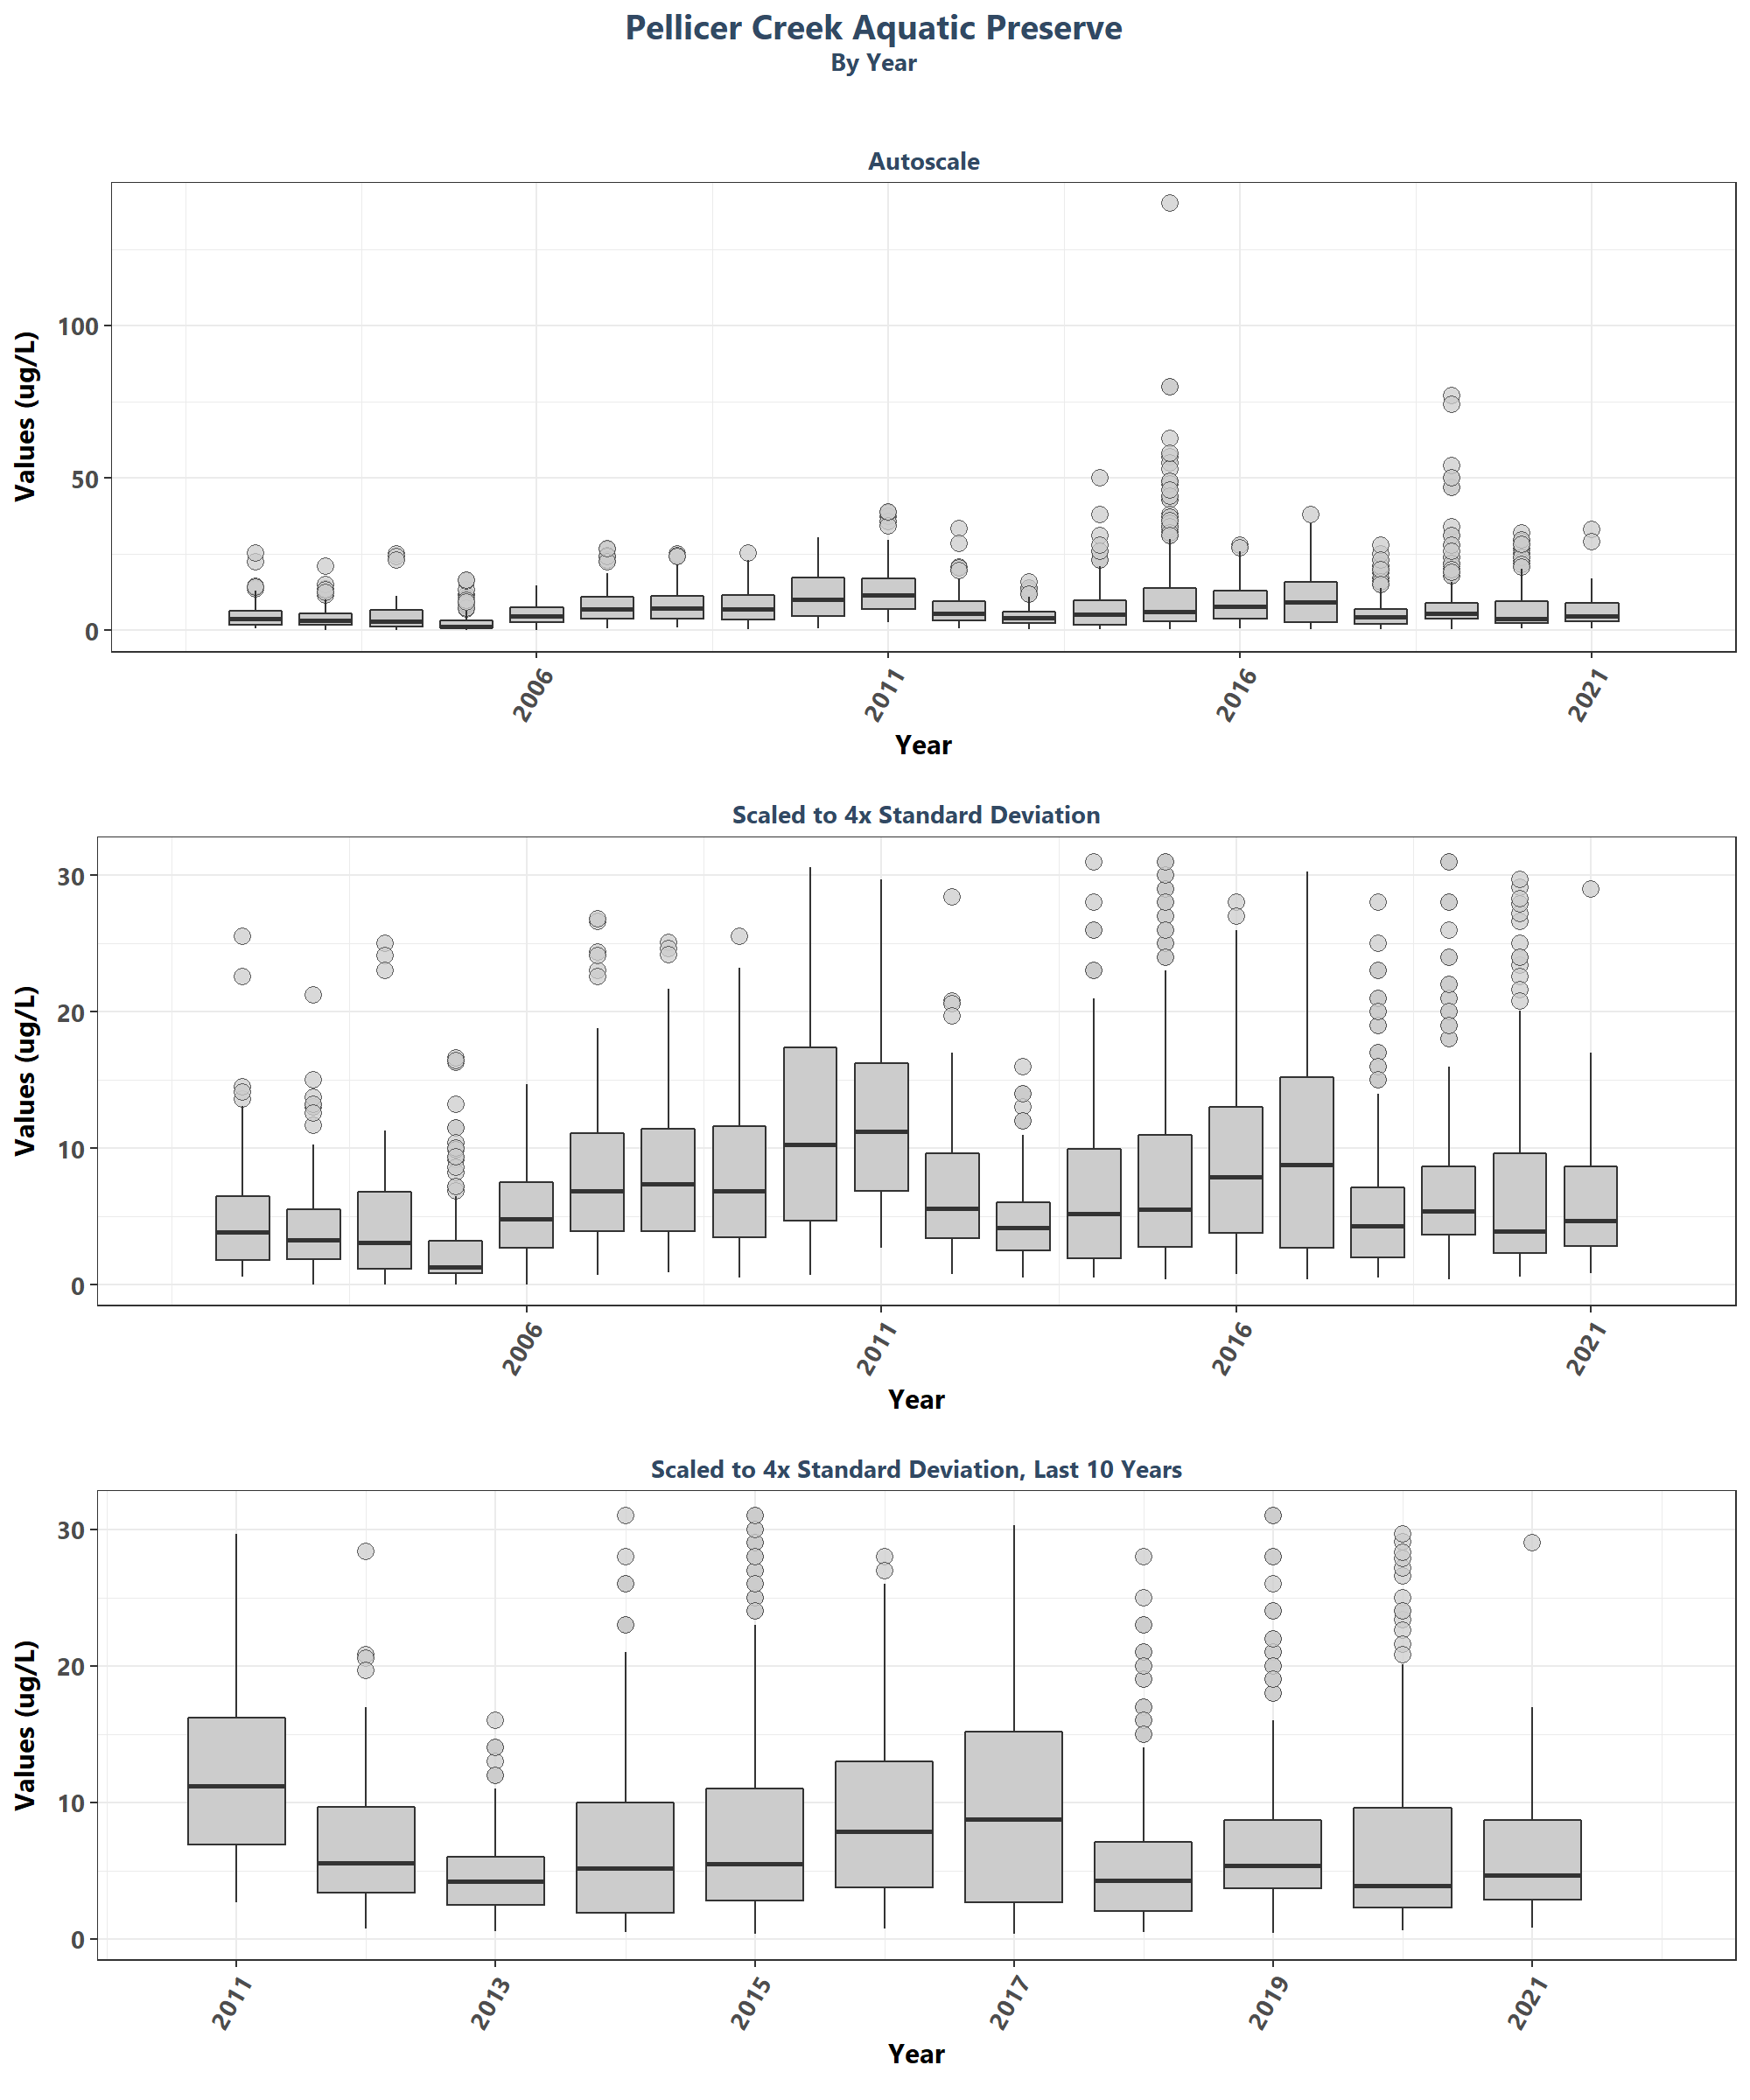 Pellicer Creek Aquatic Preserve
By Year
Autoscale
Values (ug/L)
100
50
0
2006 2011 2016 2021
Year
Scaled to 4x Standard Deviation
Values (ug/L)
30
20
10
0
2006 2011 2016 2021
Year
Scaled to 4x Standard Deviation, Last 10 Years
Values (ug/L)
30
20
10
0
2011 2013 2015 2017 2019 2021
Year